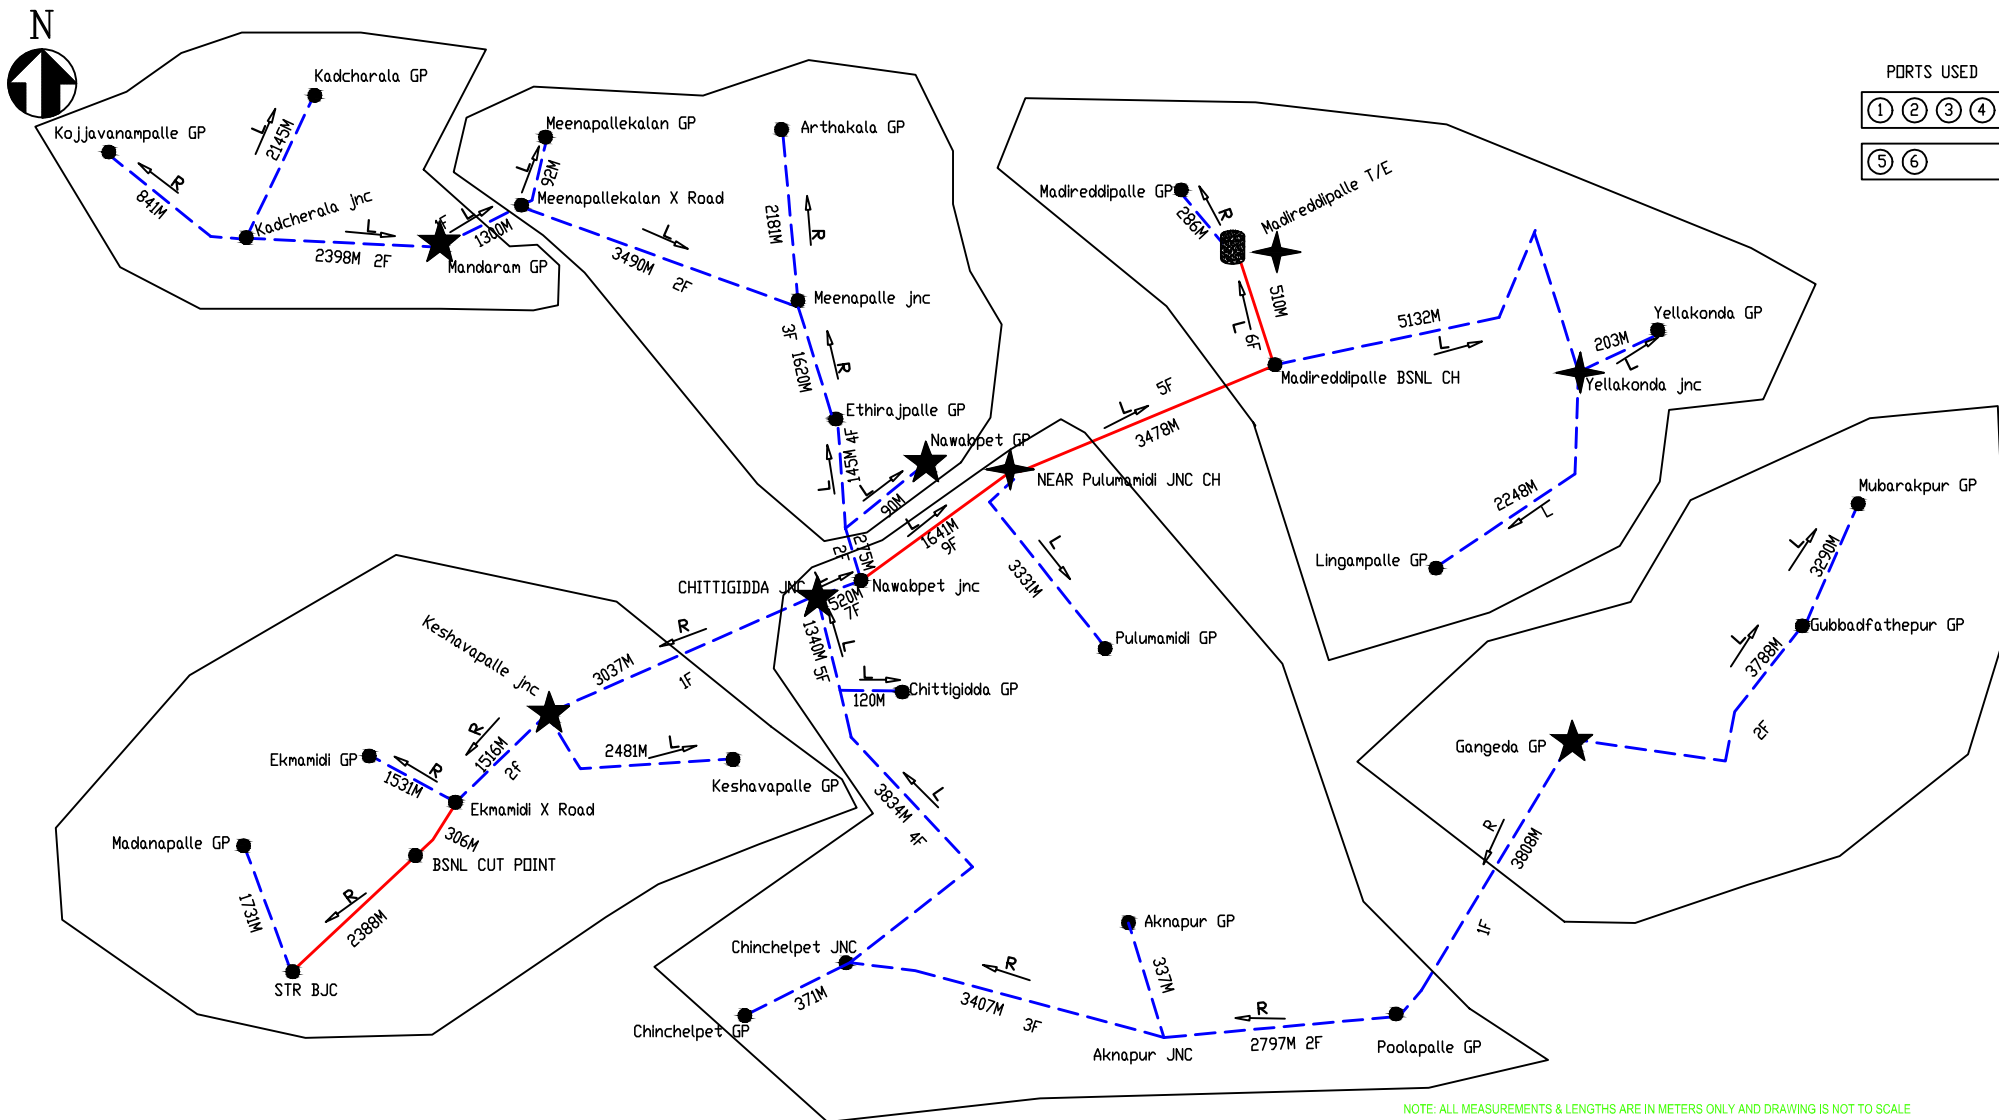 N
PORTS USED
1 2 3 4
5 6
Kadcharala GP
Kojjavanampalle GP
L
2145M
R
841M
Kadcherala jnc
L
2398M 2F
Mandaram GP
4F
L
1300M
Meenapallekalan GP
L
92M
Meenapallekalan X Road
L
3490M 2F
Arthakala GP
2181M
R
Meenapalle jnc
3F 1620M
R
Ethirajpalle GP
145M 4F
L
Nawabpet GP
L
90M
275M
2F
Nawabpet jnc
L
1641M
9F
NEAR Pulumamidi JNC CH
L
3331M
Pulumamidi GP
L
5F
3478M
Madireddipalle BSNL CH
Madireddipalle GP
R
286M
Madireddipalle T/E
510M
L 6F
5132M
L
Yellakonda GP
203M
L
Yellakonda jnc
2248M
L
Lingampalle GP
CHITTIGIDDA JNC
L
520M
7F
1340M 5F
L
L
120M
Chittigidda GP
R
3037M
1F
Keshavapalle jnc
R
1516M
2f
2481M
L
Keshavapalle GP
Ekmamidi GP
R
1531M
Ekmamidi X Road
306M
BSNL CUT POINT
Madanapalle GP
1731M
R
2388M
STR BJC
L
3834M 4F
Chinchelpet JNC
371M
Chinchelpet GP
R
3407M 3F
Aknapur GP
337M
Aknapur JNC
R
2797M 2F
Poolapalle GP
R
3808M
1F
Gangeda GP
2F
L
3788M
Gubbadfathepur GP
L
3290M
Mubarakpur GP
NOTE: ALL MEASUREMENTS & LENGTHS ARE IN METERS ONLY AND DRAWING IS NOT TO SCALE